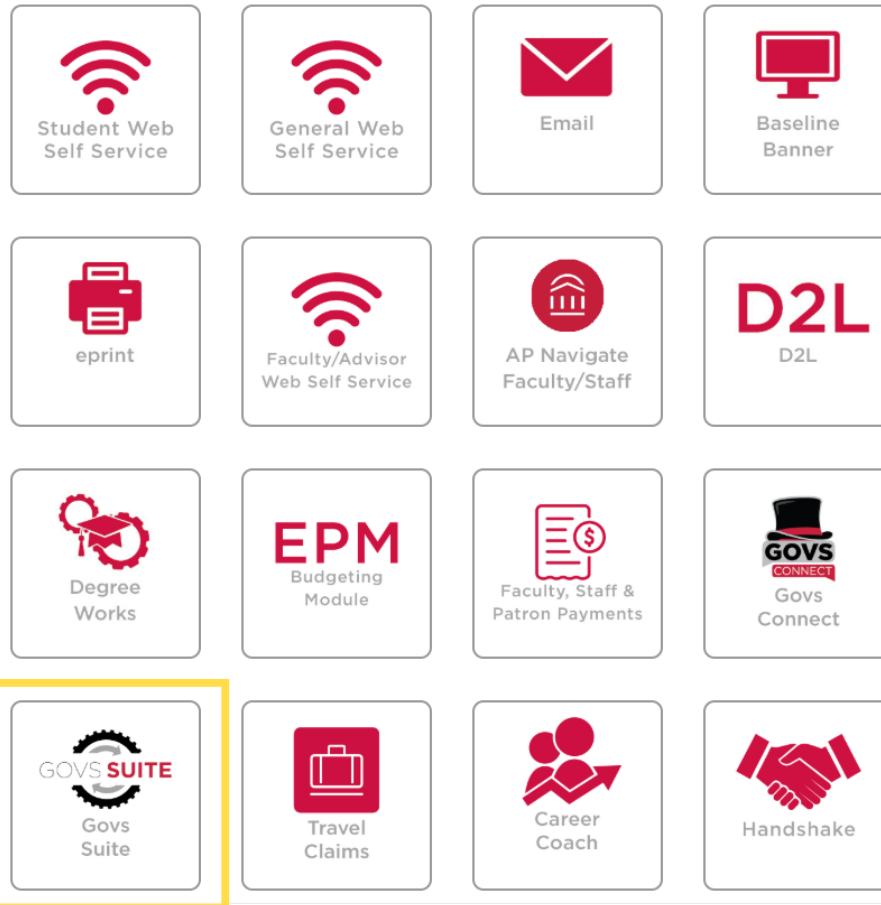 Student Web
Self Service
General Web
Self Service
Email
Baseline
Banner
eprint
Faculty/Advisor
Web Self Service
AP Navigate
Faculty/Staff
D2L
D2L
Degree
Works
EPM
Budgeting
Module
$
Faculty, Staff &
Patron Payments
GOVS
CONNECT
Govs
Connect
GOVS SUITE
Govs
Suite
Travel
Claims
Career
Coach
Handshake